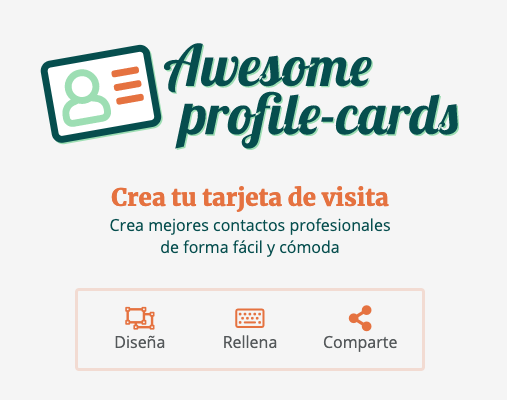 Awesome
profile-cards
Crea tu tarjeta de visita
Crea mejores contactos profesionales
de forma fácil y cómoda
Diseña
Rellena
Comparte